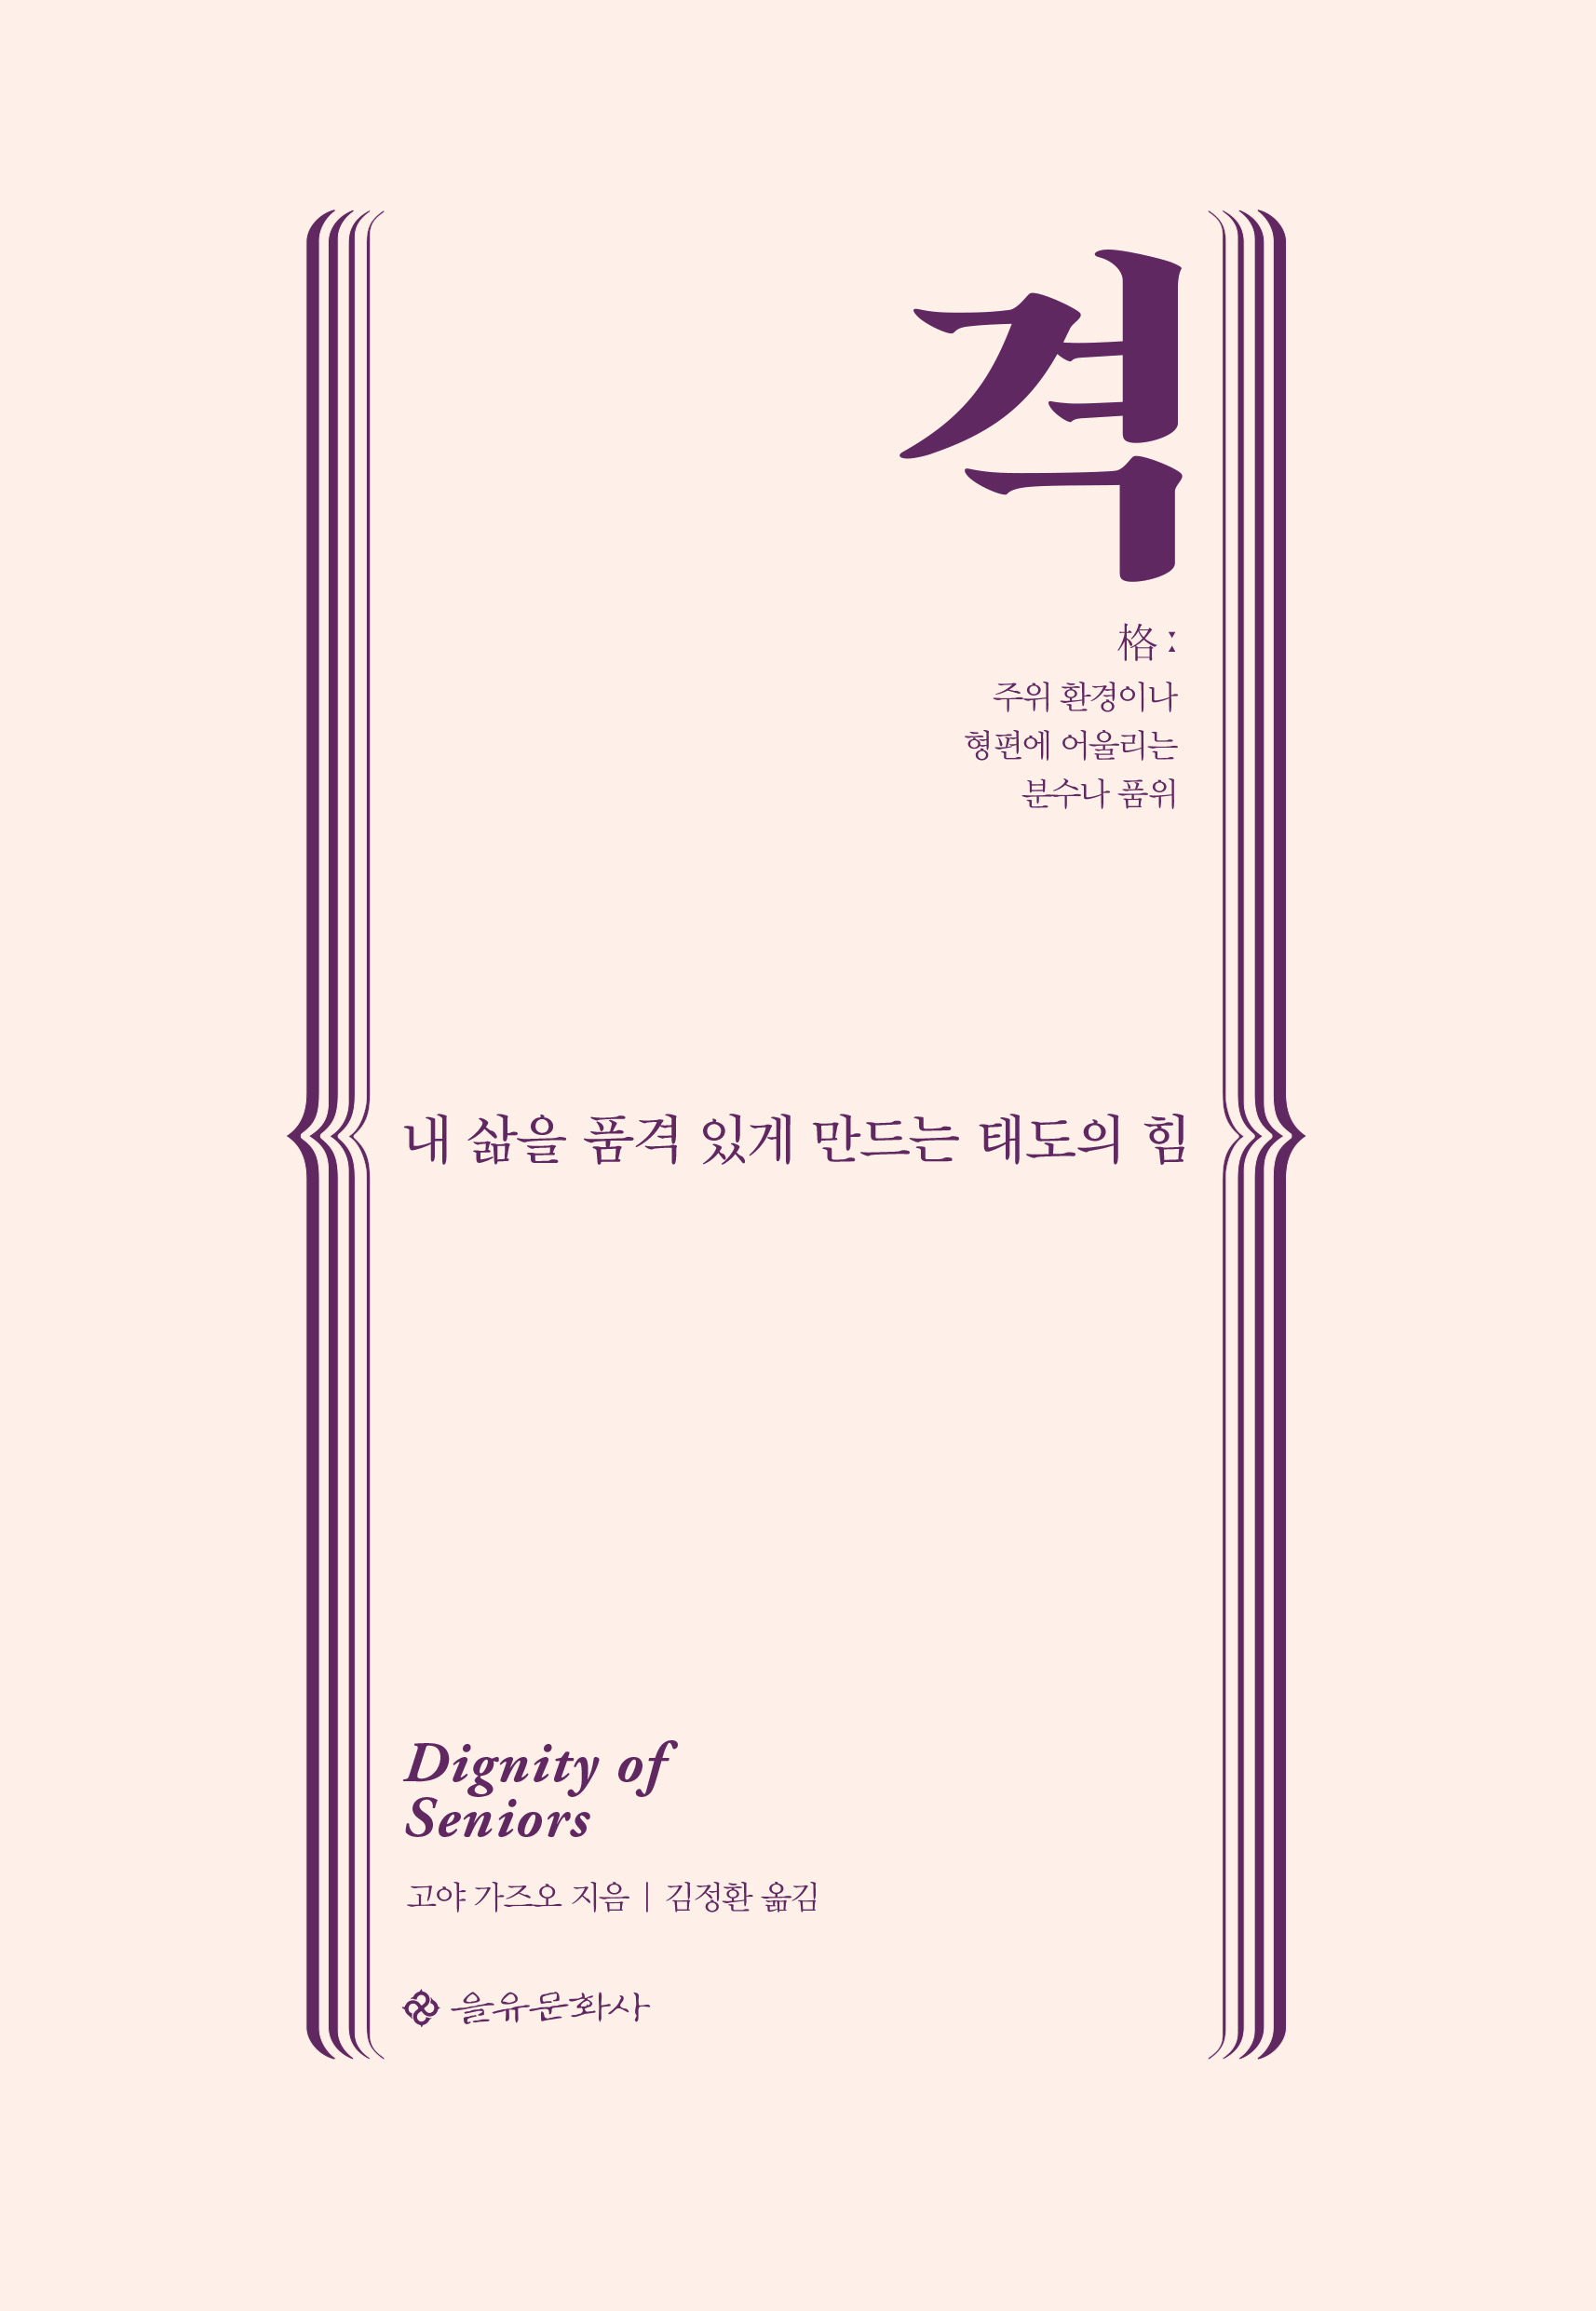 격
格:
주위 환경이나
형편에 어울리는
분수나 품위
내 삶을 품격 있게 만드는 태도의 힘
Dignity of
Seniors
고야 가즈오 지음 | 김정환 옮김
을유문화사